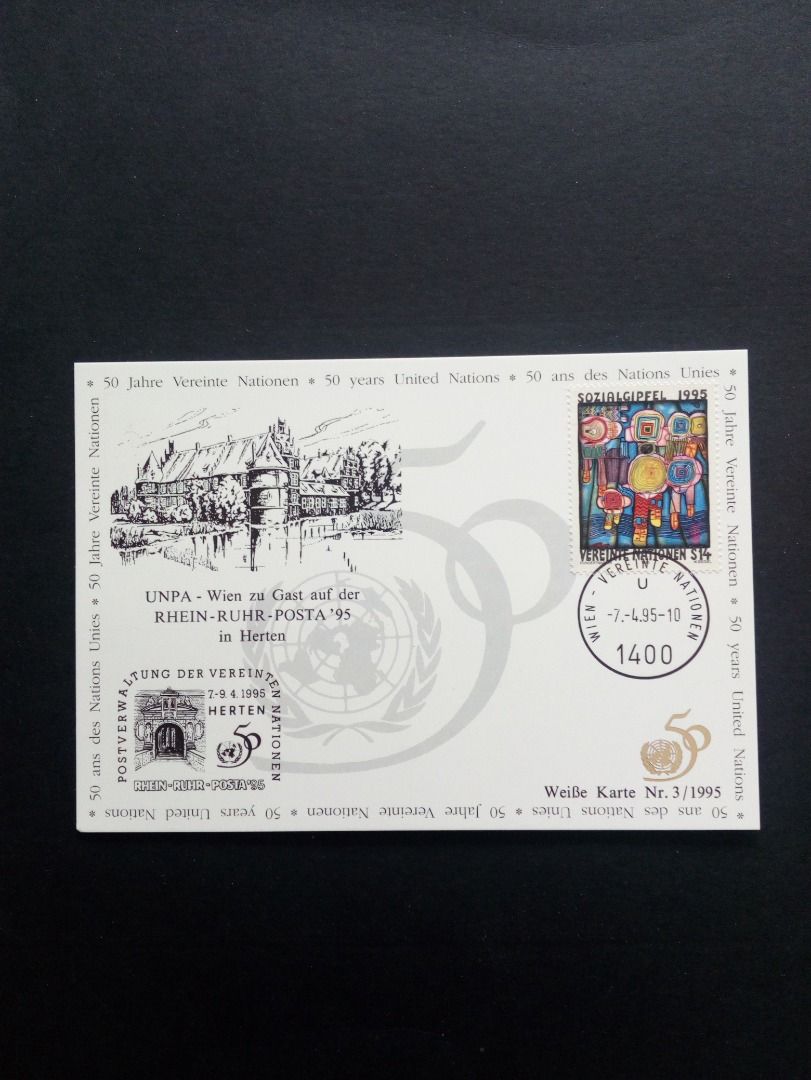 * 50 Jahre Vereinte Nationen * 50 years United Nations * 50 ans des Nations Unies *
50 Jahre Vereinte Nationen * 50 years United Nations *
50 ans des Nations Unies * 50 Jahre Vereinte Nationen * 50 years United Nations
50 ans des Nations Unies * 50 Jahre Vereinte Nationen
SOZIALGIPFEL 1995
VEREINTE NATIONEN S14
WIEN - VEREINTE NATIONEN
U
-7.-4.95-10
1400
50
UNPA - Wien zu Gast auf der
RHEIN-RUHR-POSTA '95
in Herten
POSTVERWALTUNG DER VEREINTEN NATIONEN
7.-9. 4. 1995
HERTEN
50
RHEIN-RUHR-POSTA'95
50
Weiße Karte Nr. 3/1995